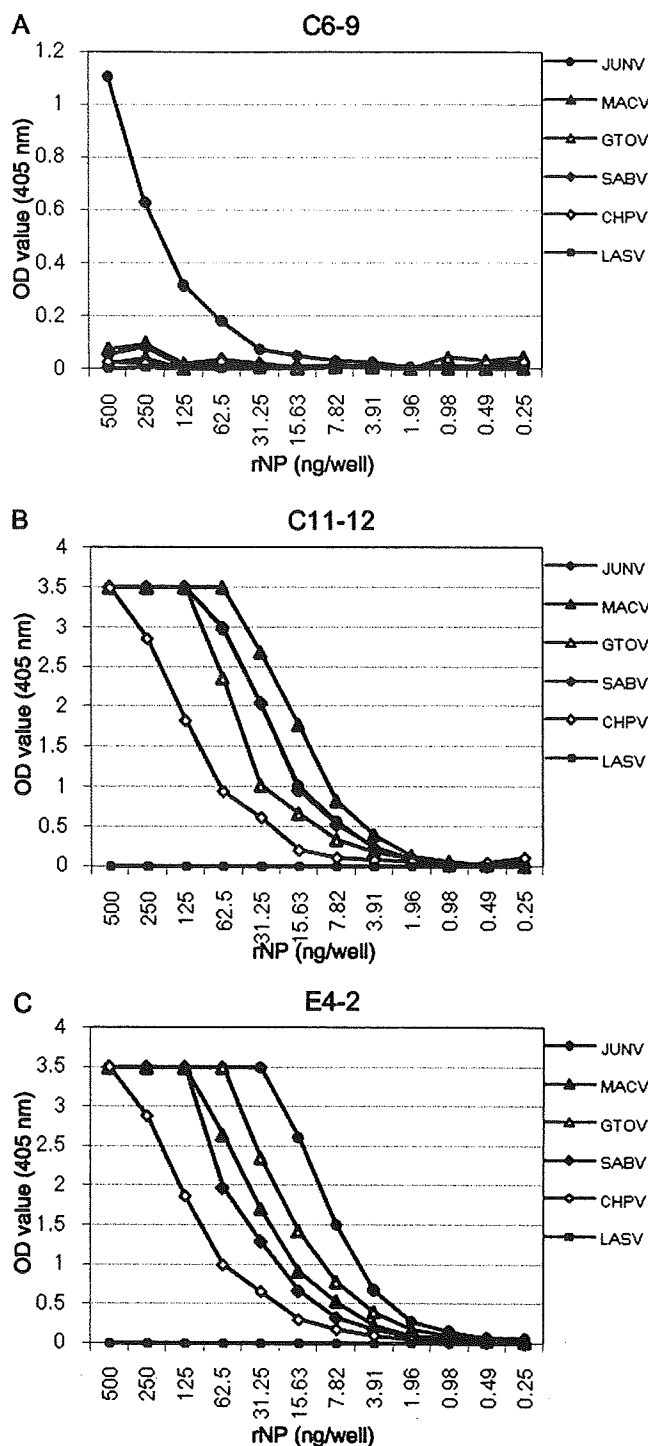 A
C6-9
OD value (405 nm)
1.2
1
0.8
0.6
0.4
0.2
0
500
250
125
62.5
31.25
15.63
7.82
3.91
1.96
0.98
0.49
0.25
rNP (ng/well)
JUNV
MACV
GTOV
SABV
CHPV
LASV
B
C11-12
OD value (405 nm)
4
3.5
3
2.5
2
1.5
1
0.5
0
500
250
125
62.5
31.25
15.63
7.82
3.91
1.96
0.98
0.49
0.25
rNP (ng/well)
JUNV
MACV
GTOV
SABV
CHPV
LASV
C
E4-2
OD value (405 nm)
4
3.5
3
2.5
2
1.5
1
0.5
0
500
250
125
62.5
31.25
15.63
7.82
3.91
1.96
0.98
0.49
0.25
rNP (ng/well)
JUNV
MACV
GTOV
SABV
CHPV
LASV